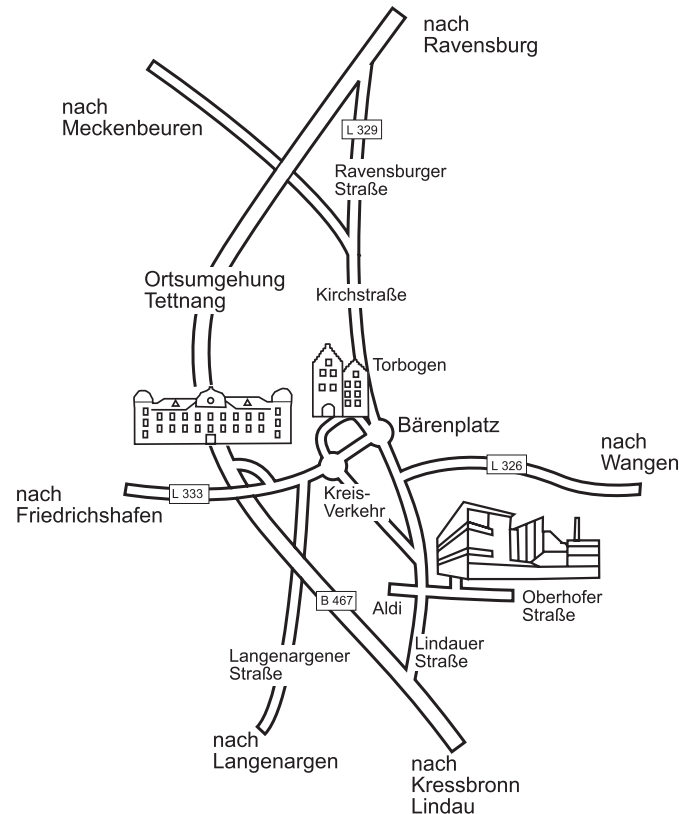 nach
Ravensburg
nach
Meckenbeuren
L 329
Ravensburger
Straße
Ortsumgehung
Tettnang
Kirchstraße
Torbogen
Bärenplatz
nach
Wangen
L 326
L 333
nach
Friedrichshafen
Kreis-
Verkehr
B 467
Aldi
Oberhofer
Straße
Lindauer
Straße
Langenargener
Straße
nach
Langenargen
nach
Kressbronn
Lindau